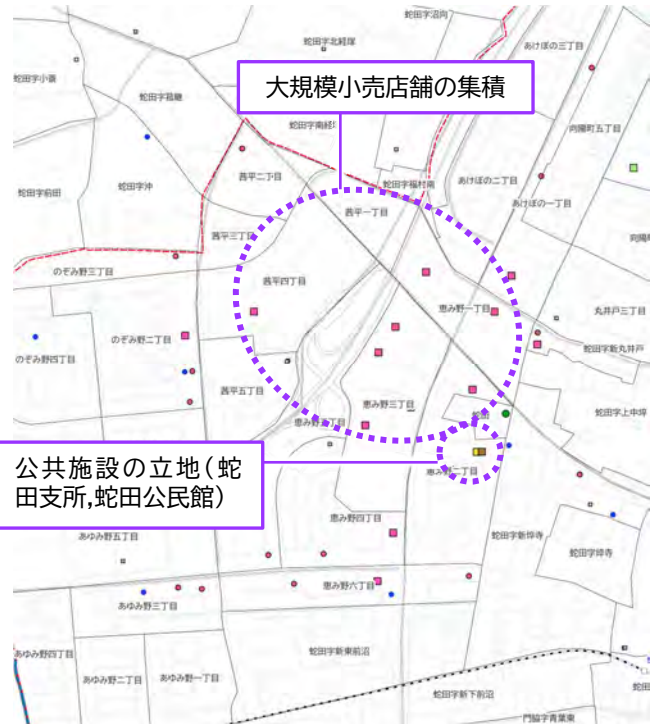 蛇田字沼向
あけぼの三丁目
蛇田字北経塚
蛇田字小斎
大規模小売店舗の集積
蛇田字南経塚
向陽町五丁目
蛇田字沖
茜平二丁目
蛇田字福村南
あけぼの二丁目
蛇田字前田
あけぼの一丁目
茜平一丁目
茜平三丁目
のぞみ野三丁目
茜平四丁目
恵み野一丁目
丸井戸三丁目
のぞみ野二丁目
蛇田字新丸井戸
のぞみ野四丁目
茜平五丁目
恵み野三丁目
蛇田
蛇田字上中埣
公共施設の立地(蛇
田支所,蛇田公民館)
恵み野二丁目
恵み野四丁目
あゆみ野五丁目
蛇田字新埣寺
蛇田字埣寺
恵み野六丁目
あゆみ野三丁目
あゆみ野四丁目
蛇田字新東前沼
あゆみ野二丁目
あゆみ野一丁目
蛇田字新下前沼
門脇字青葉東